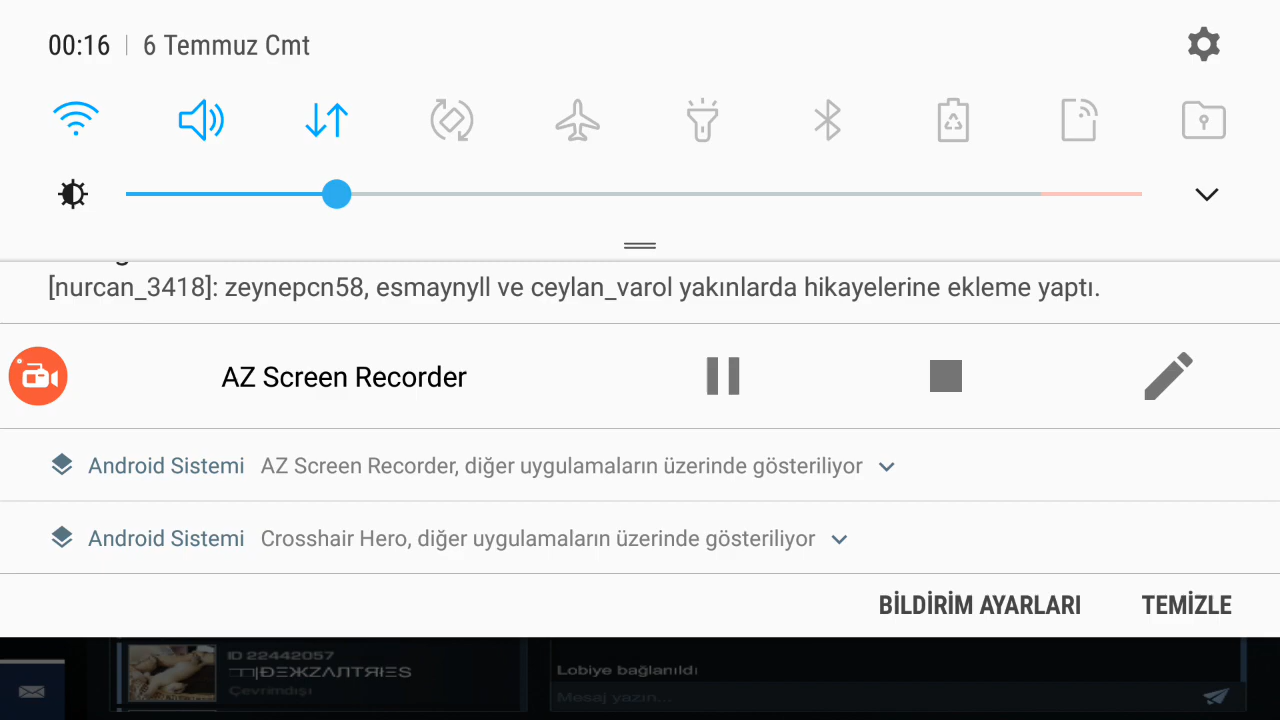 00:16 | 6 Temmuz Cmt
[nurcan_3418]: zeynepcn58, esmaynyll ve ceylan_varol yakınlarda hikayelerine ekleme yaptı.
AZ Screen Recorder
Android Sistemi AZ Screen Recorder, diğer uygulamaların üzerinde gösteriliyor
Android Sistemi Crosshair Hero, diğer uygulamaların üzerinde gösteriliyor
BİLDİRİM AYARLARI TEMİZLE
ID 22442057
Çevrimdışı
Lobiye bağlanıldı
Mesaj yazın...